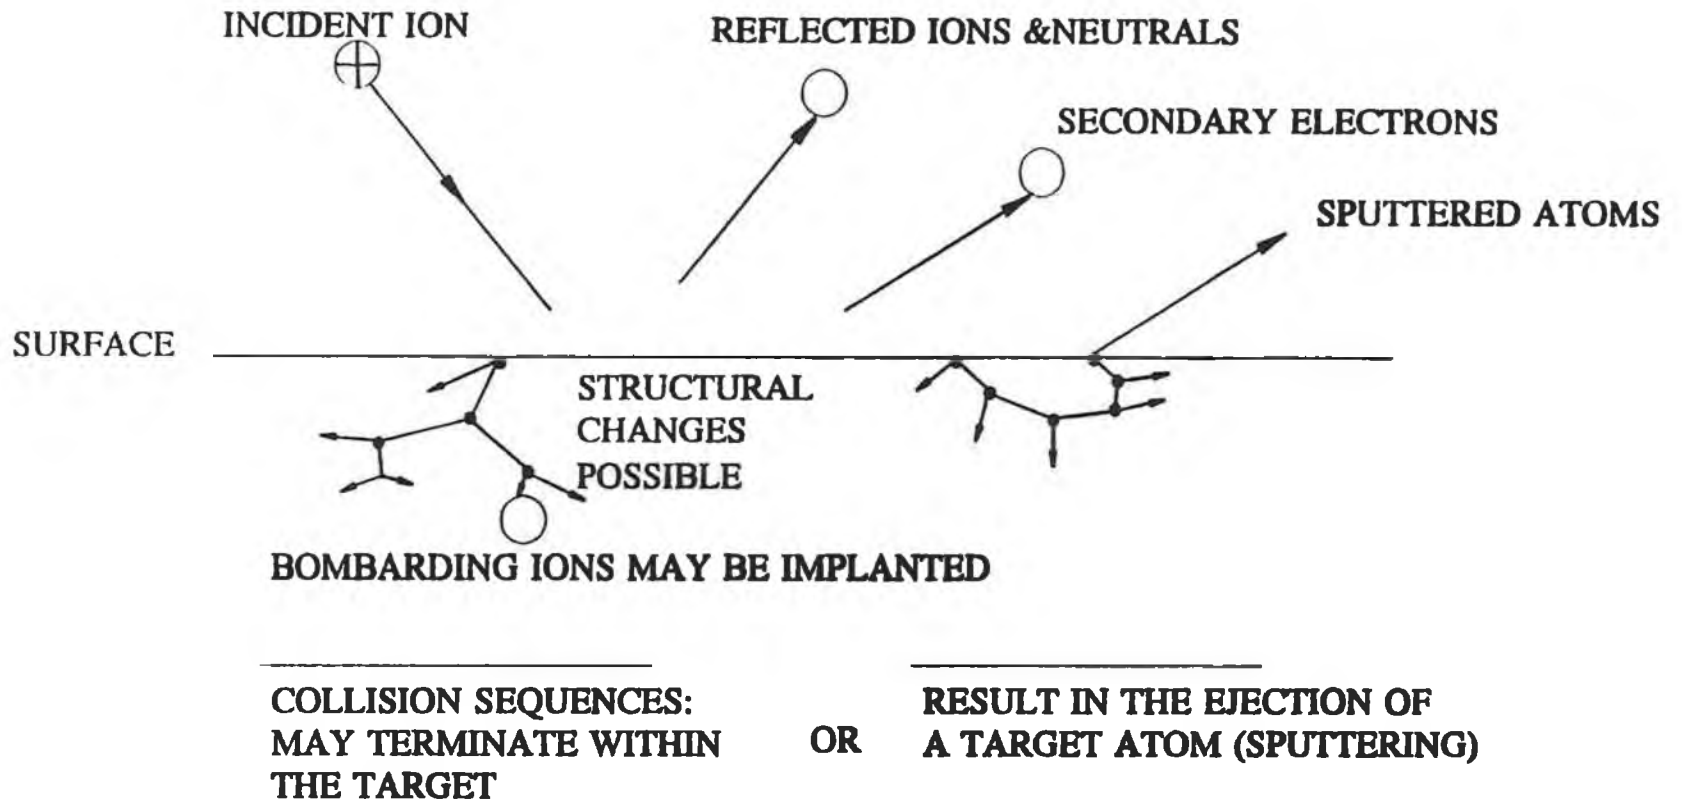 INCIDENT ION
REFLECTED IONS &NEUTRALS
SECONDARY ELECTRONS
SPUTTERED ATOMS
SURFACE
STRUCTURAL
CHANGES
POSSIBLE
BOMBARDING IONS MAY BE IMPLANTED
COLLISION SEQUENCES:
MAY TERMINATE WITHIN
THE TARGET
OR
RESULT IN THE EJECTION OF
A TARGET ATOM (SPUTTERING)